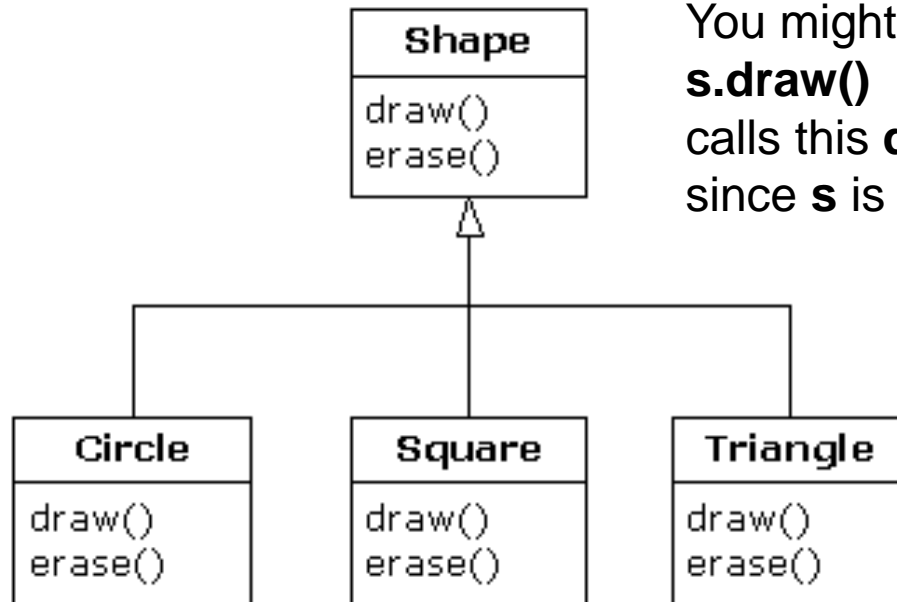 Shape
draw()
erase()
You might
s.draw()
calls this
since s is
Circle
draw()
erase()
Square
draw()
erase()
Triangle
draw()
erase()